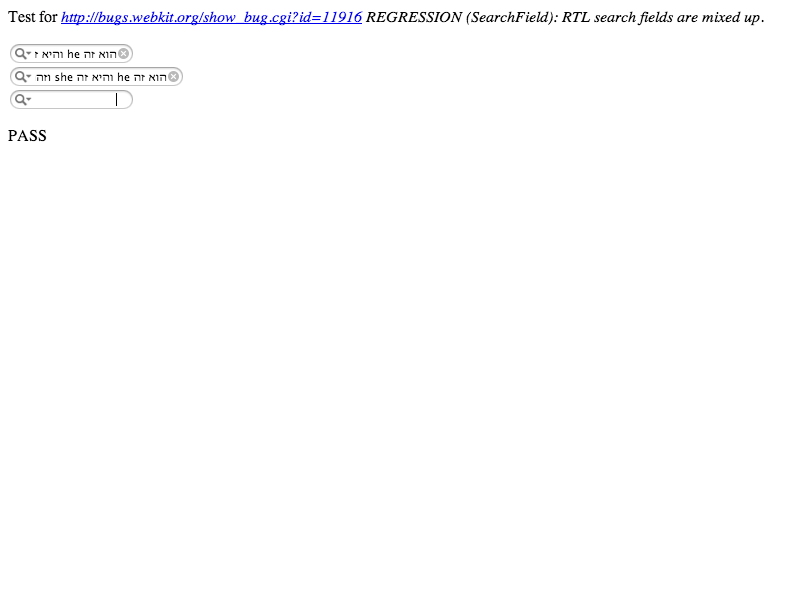 Test for http://bugs.webkit.org/show_bug.cgi?id=11916 REGRESSION (SearchField): RTL search fields are mixed up.
הוא זה he והיא ז
הוא זה he והיא זה she וזה
PASS